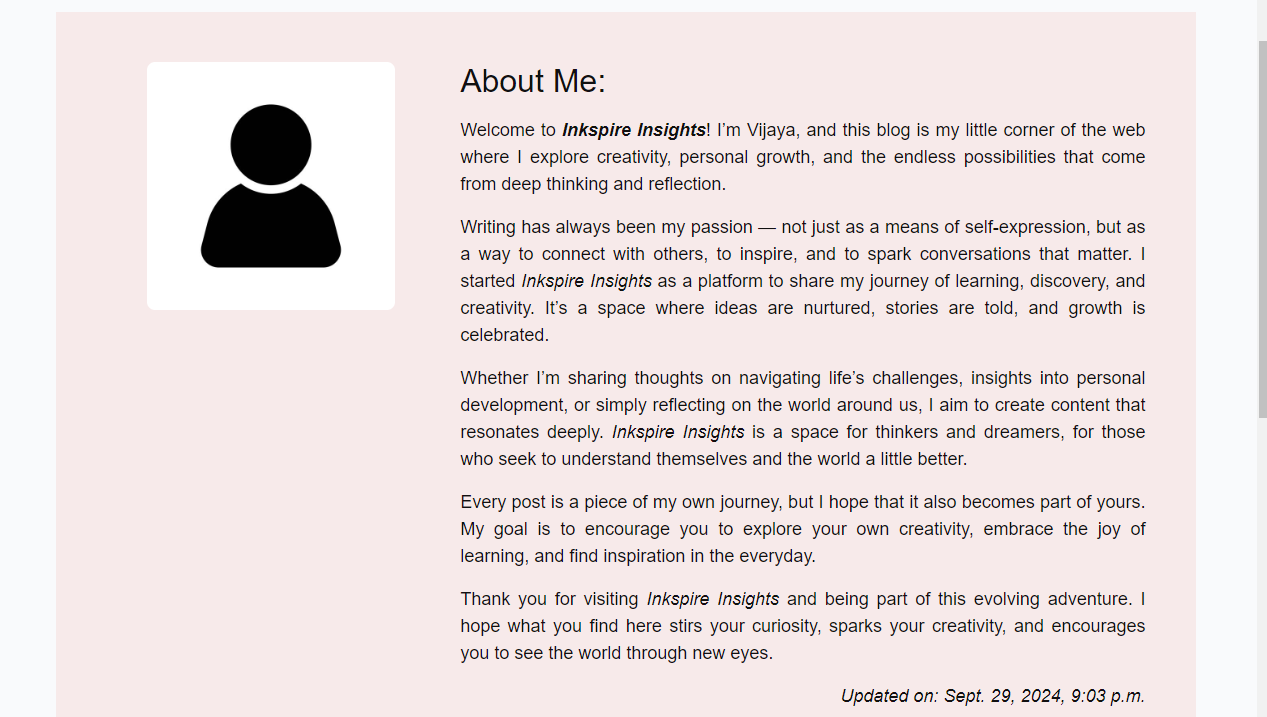 About Me:
Welcome to Inkspire Insights! I’m Vijaya, and this blog is my little corner of the web
where I explore creativity, personal growth, and the endless possibilities that come
from deep thinking and reflection.
Writing has always been my passion — not just as a means of self-expression, but as
a way to connect with others, to inspire, and to spark conversations that matter. I
started Inkspire Insights as a platform to share my journey of learning, discovery, and
creativity. It’s a space where ideas are nurtured, stories are told, and growth is
celebrated.
Whether I’m sharing thoughts on navigating life’s challenges, insights into personal
development, or simply reflecting on the world around us, I aim to create content that
resonates deeply. Inkspire Insights is a space for thinkers and dreamers, for those
who seek to understand themselves and the world a little better.
Every post is a piece of my own journey, but I hope that it also becomes part of yours.
My goal is to encourage you to explore your own creativity, embrace the joy of
learning, and find inspiration in the everyday.
Thank you for visiting Inkspire Insights and being part of this evolving adventure. I
hope what you find here stirs your curiosity, sparks your creativity, and encourages
you to see the world through new eyes.
Updated on: Sept. 29, 2024, 9:03 p.m.